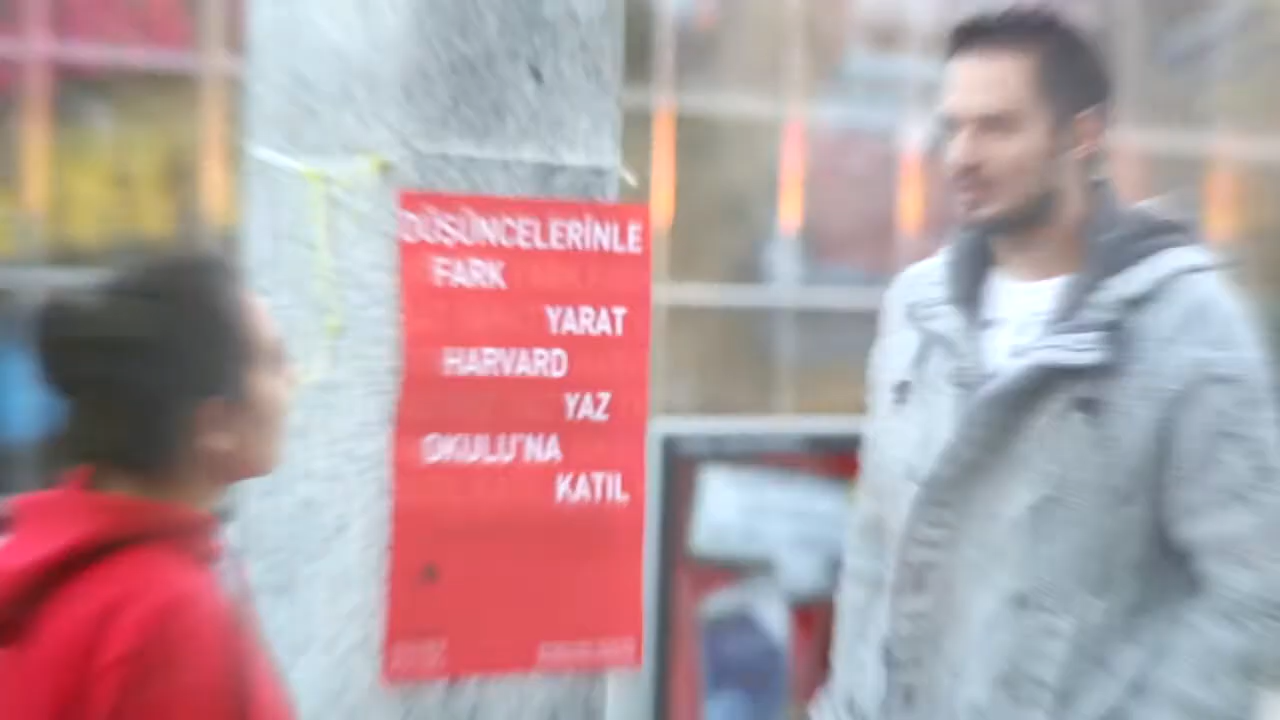 DÜŞÜNCELERİNLE
FARK
YARAT
HARVARD
YAZ
OKULU'NA
KATIL